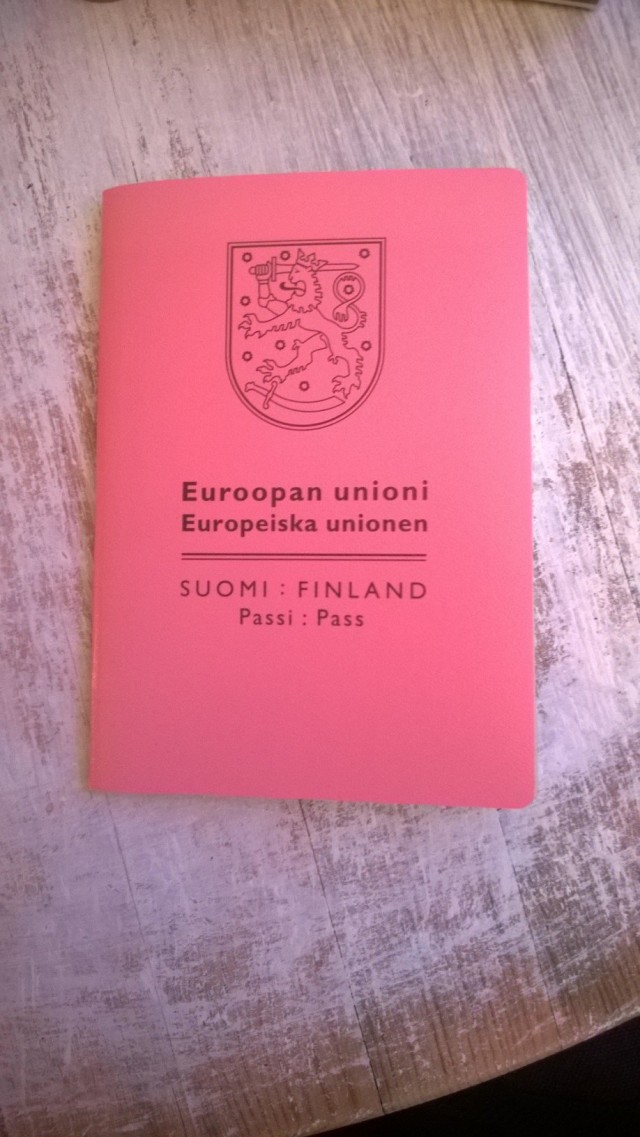 Euroopan unioni
Europeiska unionen
SUOMI : FINLAND
Passi : Pass